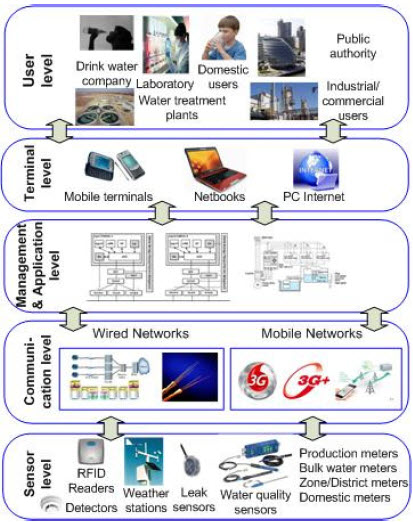 User
level
Drink water
company
Laboratory
Domestic
users
Public
authority
Water treatment
plants
Industrial/
commercial
users
Terminal
level
Mobile terminals
Netbooks
INTERNET
PC Internet
Management
& Application
level
Communi-
cation level
Wired Networks
Mobile Networks
3G
3G+
Sensor
level
RFID
Readers
Detectors
Weather
stations
Leak
sensors
Water quality
sensors
Production meters
Bulk water meters
Zone/District meters
Domestic meters